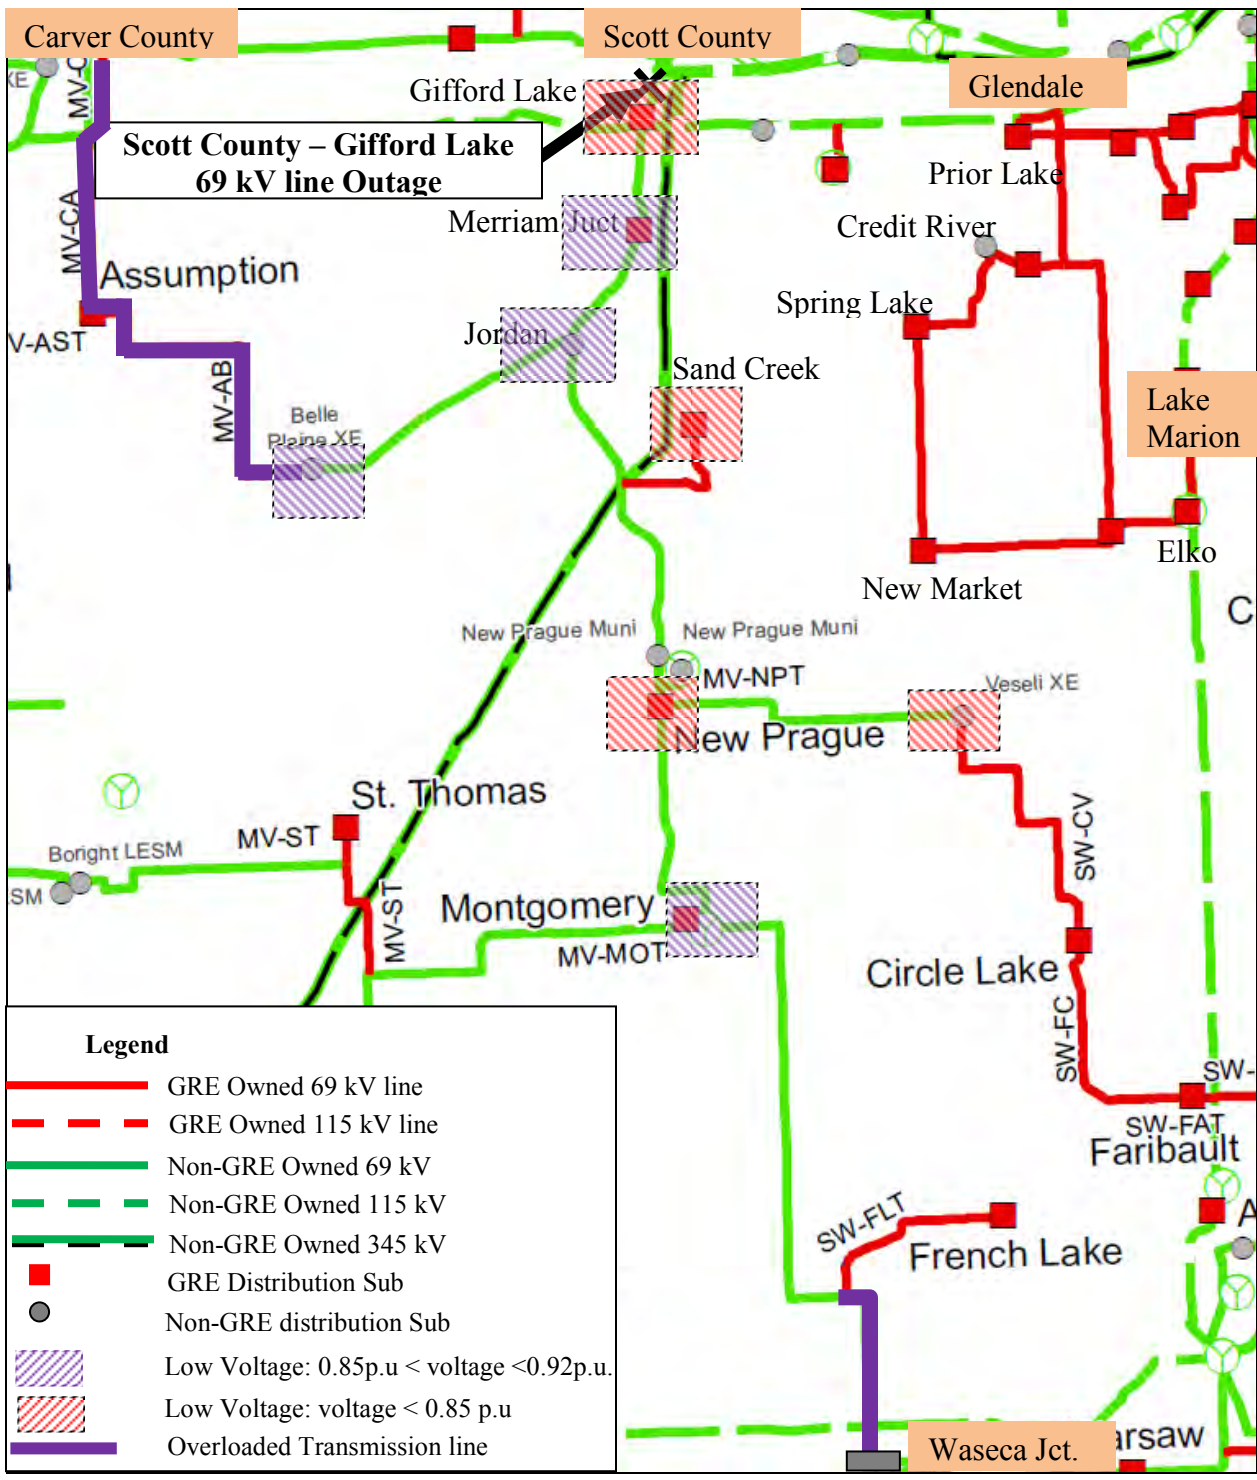 Carver County
Scott County
XE
MV-C
Gifford Lake
Glendale
Scott County – Gifford Lake
69 kV line Outage
Prior Lake
MV-CA
Merriam Juct
Credit River
Assumption
Spring Lake
V-AST
Jordan
Sand Creek
MV-AB
Belle
Plaine XE
Lake
Marion
Elko
New Market
C
New Prague Muni
New Prague Muni
MV-NPT
Veseli XE
New Prague
St. Thomas
MV-ST
SW-CV
Boright LESM
SM
MV-ST
Montgomery
MV-MOT
Circle Lake
SW-FC
SW-
SW-FAT
Faribault
SW-FLT
French Lake
A
Legend
GRE Owned 69 kV line
GRE Owned 115 kV line
Non-GRE Owned 69 kV
Non-GRE Owned 115 kV
Non-GRE Owned 345 kV
GRE Distribution Sub
Non-GRE distribution Sub
Low Voltage: 0.85p.u < voltage <0.92p.u.
Low Voltage: voltage < 0.85 p.u
Overloaded Transmission line
Waseca Jct.
arsaw